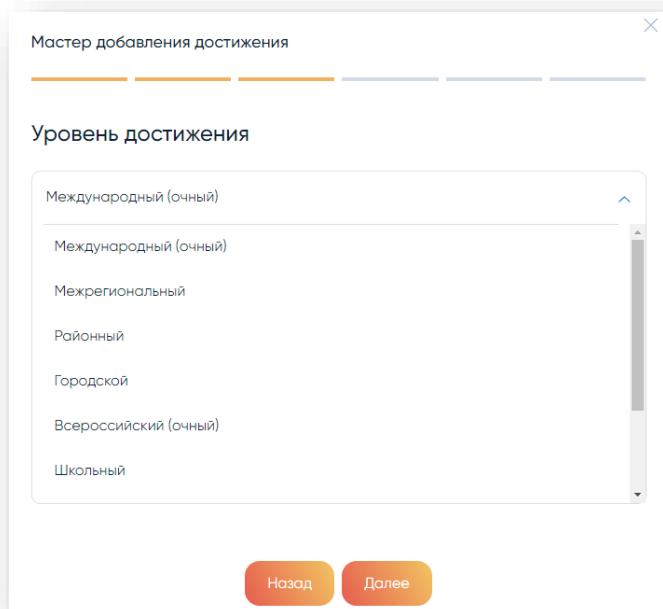 Мастер добавления достижения
Уровень достижения
Международный (очный)
Международный (очный)
Межрегиональный
Районный
Городской
Всероссийский (очный)
Школьный
Назад
Далее